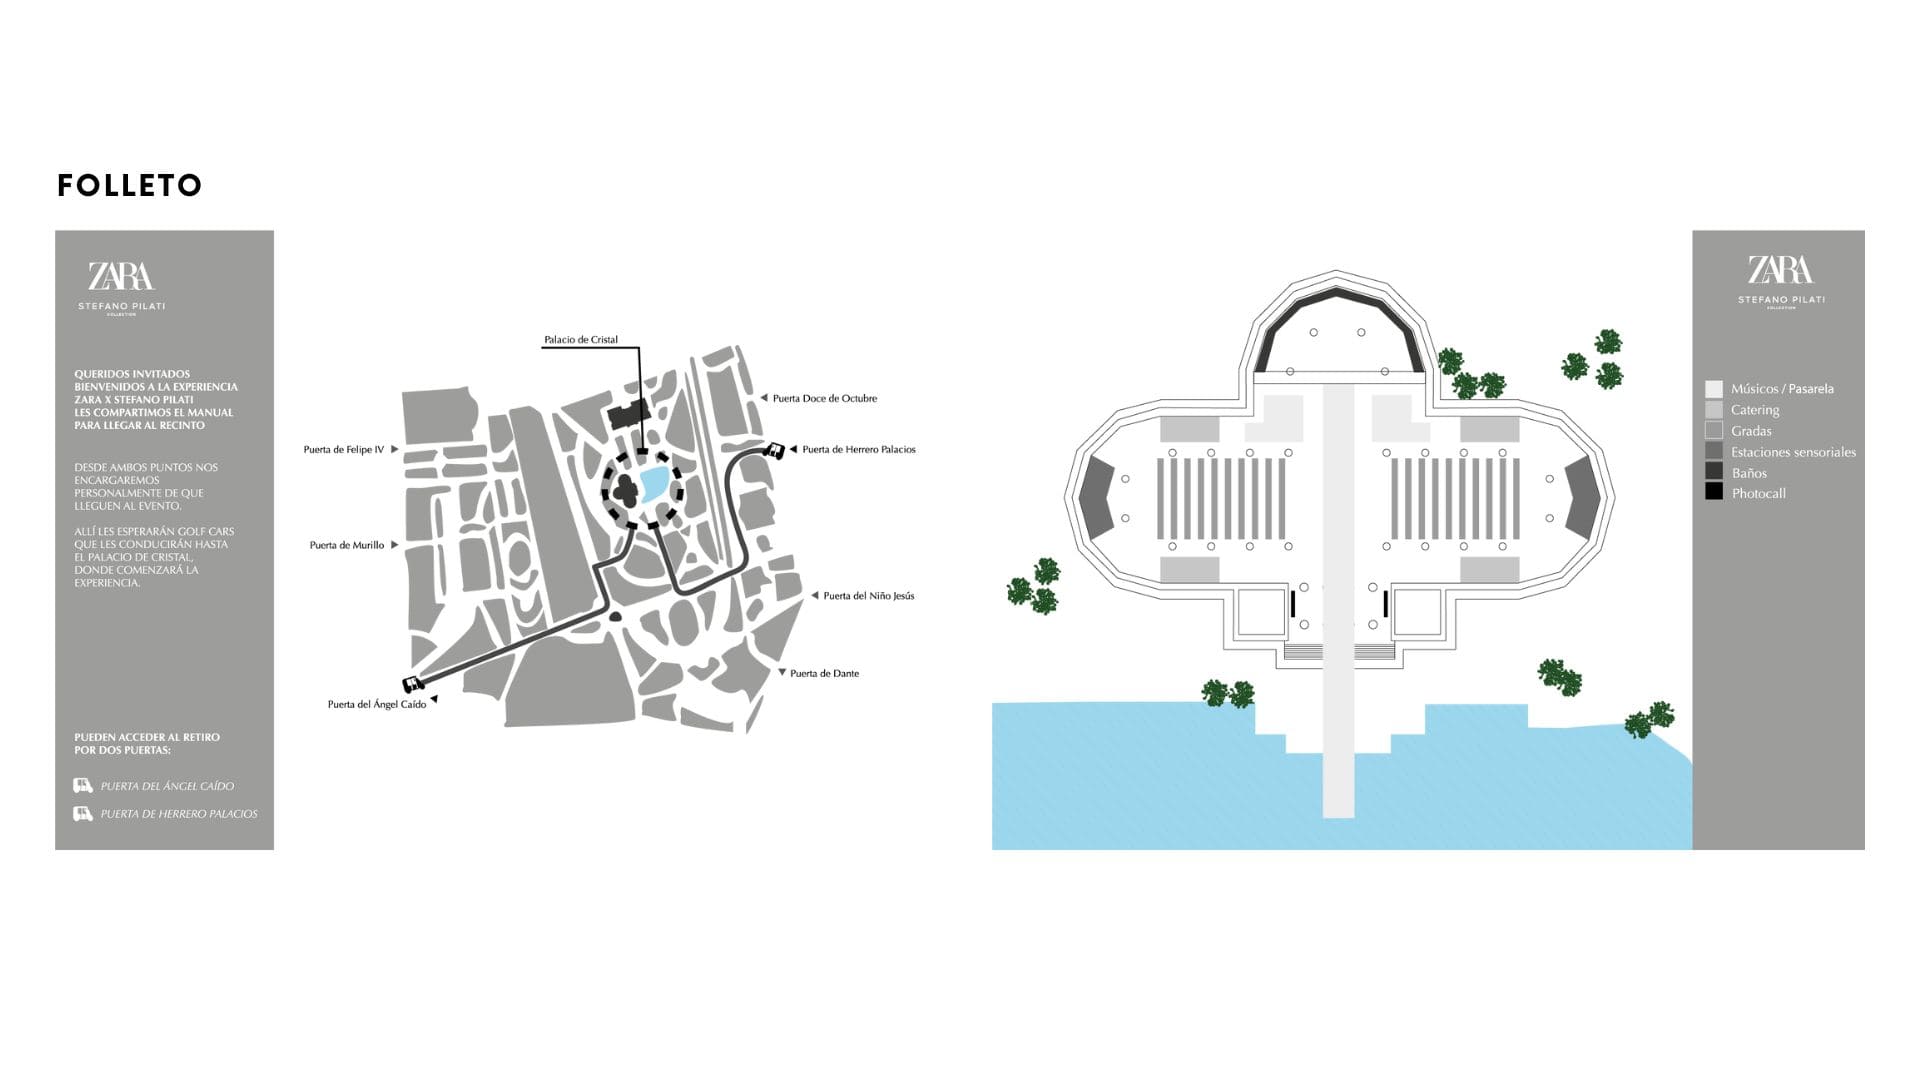 FOLLETO
ZARA
STEFANO PILATI
KOLLECTION
QUERIDOS INVITADOS
BIENVENIDOS A LA EXPERIENCIA
ZARA X STEFANO PILATI
LES COMPARTIMOS EL MANUAL
PARA LLEGAR AL RECINTO
DESDE AMBOS PUNTOS NOS
ENCARGAREMOS
PERSONALMENTE DE QUE
LLEGUEN AL EVENTO.
ALLÍ LES ESPERARÁN GOLF CARS
QUE LES CONDUCIRÁN HASTA
EL PALACIO DE CRISTAL,
DONDE COMENZARÁ LA
EXPERIENCIA.
PUEDEN ACCEDER AL RETIRO
POR DOS PUERTAS:
PUERTA DEL ÁNGEL CAÍDO
PUERTA DE HERRERO PALACIOS
Palacio de Cristal
Puerta Doce de Octubre
Puerta de Felipe IV
Puerta de Herrero Palacios
Puerta de Murillo
Puerta del Niño Jesús
Puerta de Dante
Puerta del Ángel Caído
ZARA
STEFANO PILATI
KOLLECTION
Músicos / Pasarela
Catering
Gradas
Estaciones sensoriales
Baños
Photocall